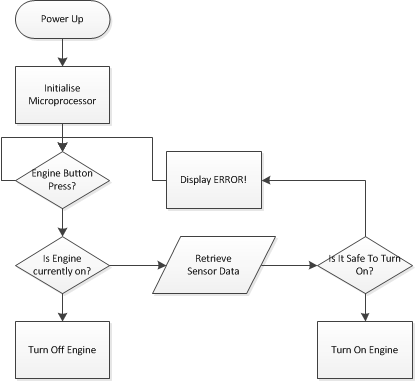 Power Up
Initialise
Microprocessor
Engine Button
Press?
Display ERROR!
Is Engine
currently on?
Retrieve
Sensor Data
Is It Safe To Turn
On?
Turn Off Engine
Turn On Engine